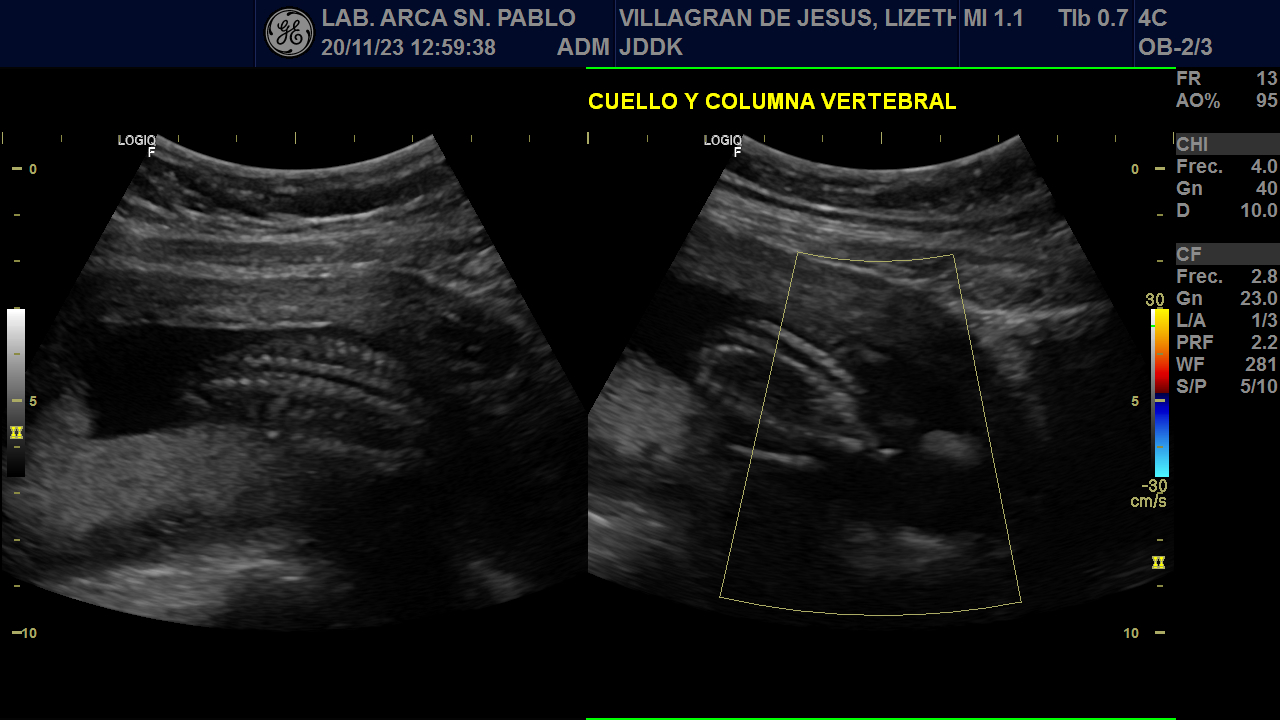 LAB. ARCA SN. PABLO
20/11/23 12:59:38 ADM
VILLAGRAN DE JESUS, LIZETH
JDDK
MI 1.1 TIb 0.7
4C
OB-2/3
CUELLO Y COLUMNA VERTEBRAL
LOGIQ
F
0
5
10
LOGIQ
F
0
5
10
30
-30
cm/s
FR 13
AO% 95
CHI
Frec. 4.0
Gn 40
D 10.0
CF
Frec. 2.8
Gn 23.0
L/A 1/3
PRF 2.2
WF 281
S/P 5/10